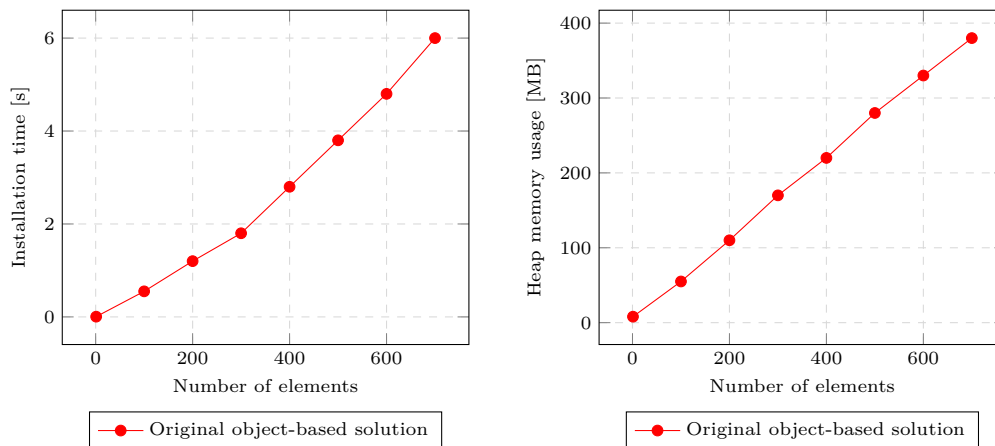 6
4
2
0
Installation time [s]
0 200 400 600
Number of elements
Original object-based solution
400
300
200
100
0
Heap memory usage [MB]
0 200 400 600
Number of elements
Original object-based solution